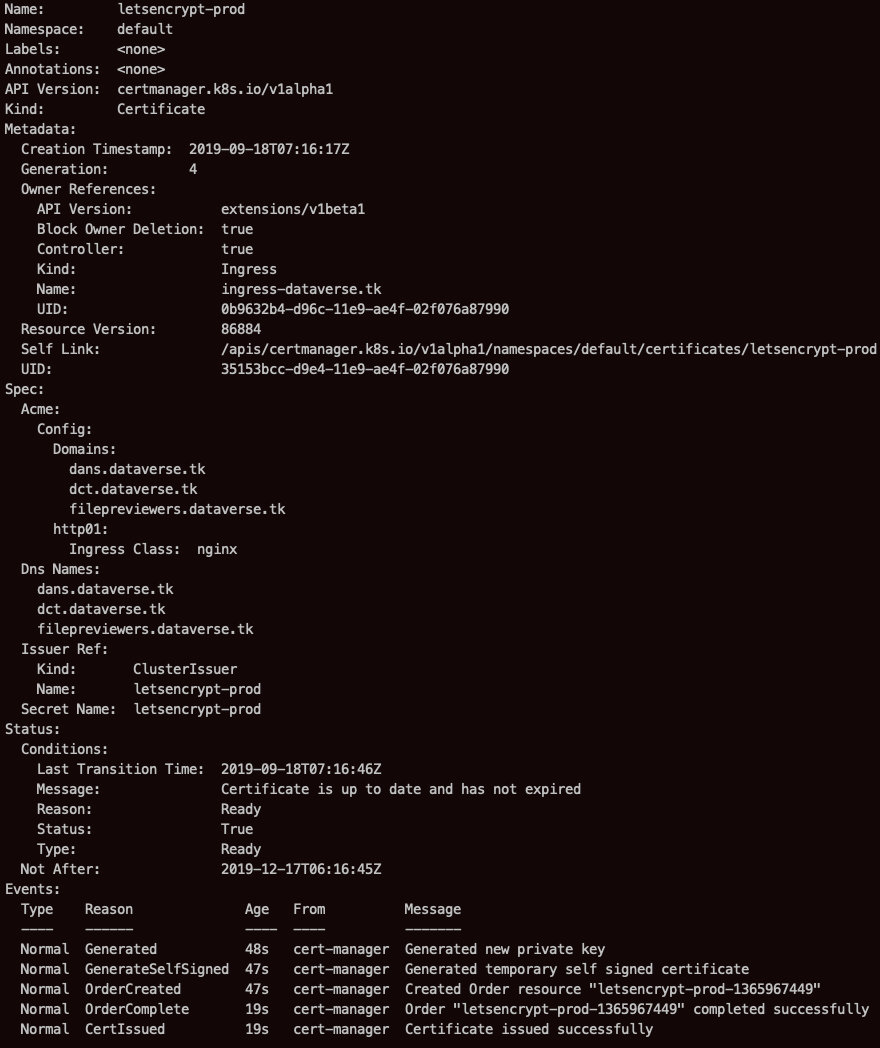 Name:         letsencrypt-prod
Namespace:    default
Labels:       <none>
Annotations:  <none>
API Version:  certmanager.k8s.io/v1alpha1
Kind:         Certificate
Metadata:
  Creation Timestamp:  2019-09-18T07:16:17Z
  Generation:          4
  Owner References:
    API Version:           extensions/v1beta1
    Block Owner Deletion:  true
    Controller:            true
    Kind:                  Ingress
    Name:                  ingress-dataverse.tk
    UID:                   0b9632b4-d96c-11e9-ae4f-02f076a87990
  Resource Version:        86884
  Self Link:               /apis/certmanager.k8s.io/v1alpha1/namespaces/default/certificates/letsencrypt-prod
  UID:                     35153bcc-d9e4-11e9-ae4f-02f076a87990
Spec:
  Acme:
    Config:
      Domains:
        dans.dataverse.tk
        dct.dataverse.tk
        filepreviewers.dataverse.tk
      http01:
        Ingress Class:  nginx
  Dns Names:
    dans.dataverse.tk
    dct.dataverse.tk
    filepreviewers.dataverse.tk
  Issuer Ref:
    Kind:       ClusterIssuer
    Name:       letsencrypt-prod
  Secret Name:  letsencrypt-prod
Status:
  Conditions:
    Last Transition Time:  2019-09-18T07:16:46Z
    Message:               Certificate is up to date and has not expired
    Reason:                Ready
    Status:                True
    Type:                  Ready
  Not After:               2019-12-17T06:16:45Z
Events:
  Type    Reason              Age   From          Message
  ----    ------              ----  ----          -------
  Normal  Generated           48s   cert-manager  Generated new private key
  Normal  GenerateSelfSigned  47s   cert-manager  Generated temporary self signed certificate
  Normal  OrderCreated        47s   cert-manager  Created Order resource "letsencrypt-prod-1365967449"
  Normal  OrderComplete       19s   cert-manager  Order "letsencrypt-prod-1365967449" completed successfully
  Normal  CertIssued          19s   cert-manager  Certificate issued successfully